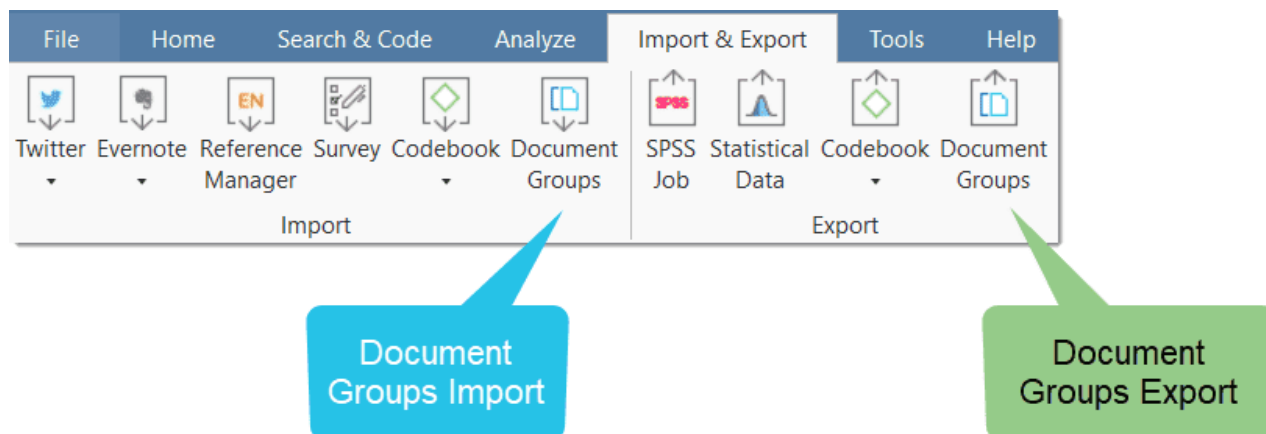 File Home Search & Code Analyze Import & Export Tools Help
EN SPSS
Twitter Evernote Reference Survey Codebook Document SPSS Statistical Codebook Document
Manager Groups Job Data Groups
Import Export
Document
Groups Import
Document
Groups Export